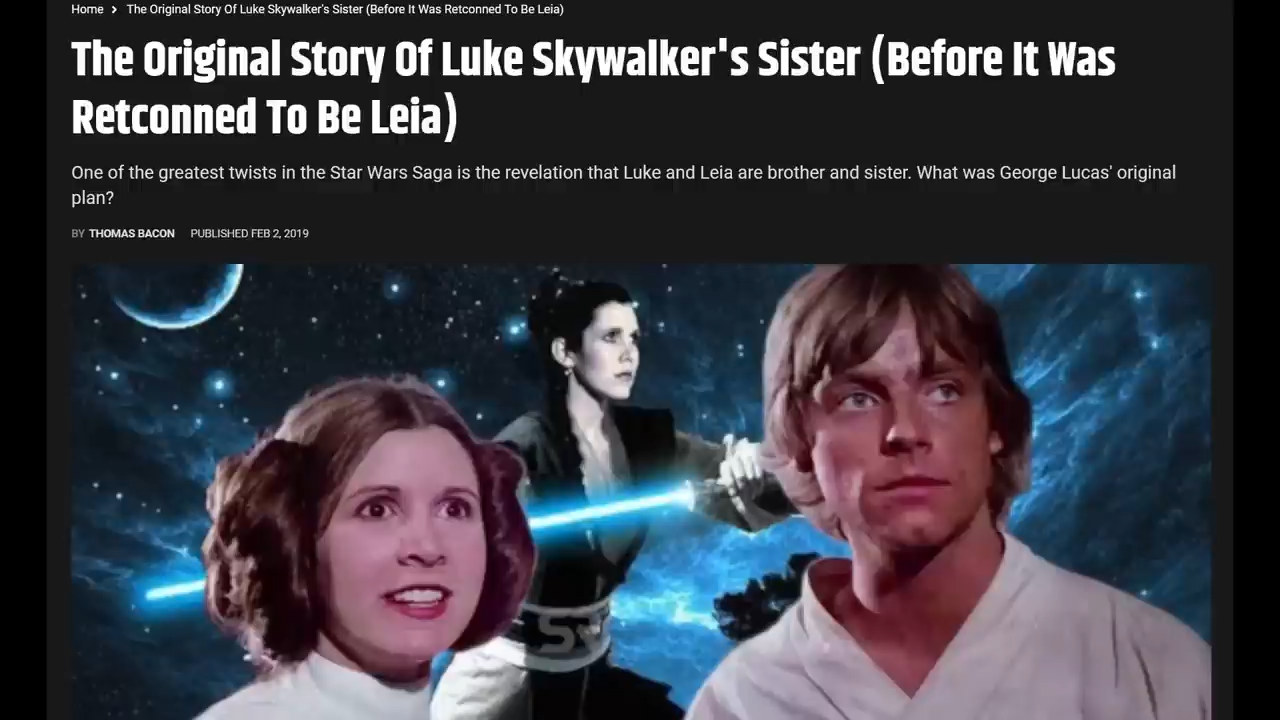 Home > The Original Story Of Luke Skywalker's Sister (Before It Was Retconned To Be Leia)
The Original Story Of Luke Skywalker's Sister (Before It Was
Retconned To Be Leia)
One of the greatest twists in the Star Wars Saga is the revelation that Luke and Leia are brother and sister. What was George Lucas' original
plan?
BY THOMAS BACON PUBLISHED FEB 2, 2019
SR